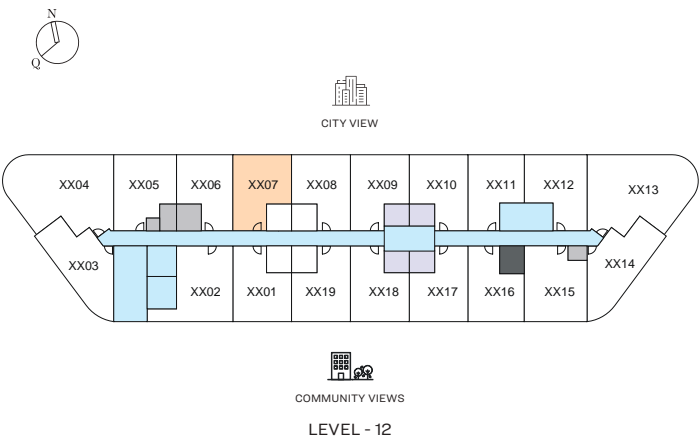 N
Q
CITY VIEW
XX04
XX05
XX06
XX07
XX08
XX09
XX10
XX11
XX12
XX13
XX03
XX02
XX01
XX19
XX18
XX17
XX16
XX15
XX14
COMMUNITY VIEWS
LEVEL - 12